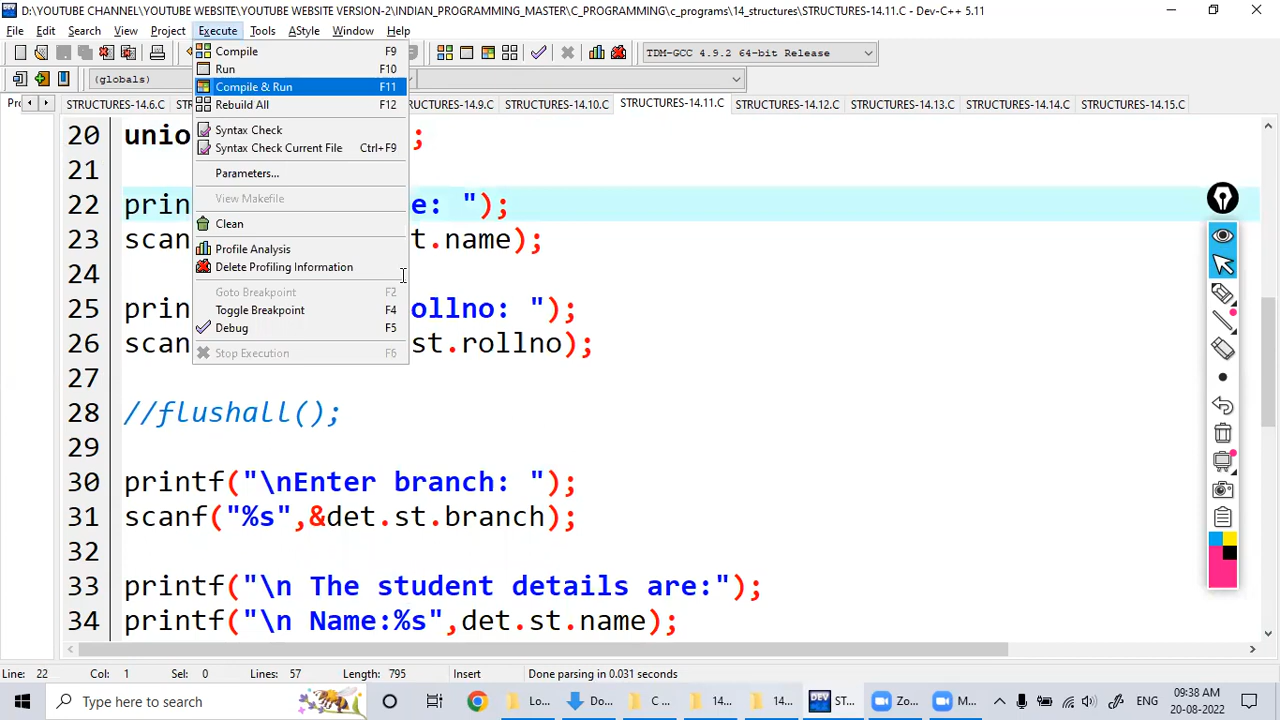 D:\YOUTUBE CHANNEL\YOUTUBE WEBSITE\YOUTUBE WEBSITE VERSION-2\INDIAN_PROGRAMMING_MASTER\C_PROGRAMMING\c_programs\14_structures\STRUCTURES-14.11.C - Dev-C++ 5.11
File Edit Search View Project Execute Tools AStyle Window Help
TDM-GCC 4.9.2 64-bit Release
(globals)
STRUCTURES-14.6.C STRUCTURES-14.10.C STRUCTURES-14.11.C STRUCTURES-14.12.C STRUCTURES-14.13.C STRUCTURES-14.14.C STRUCTURES-14.15.C
Compile F9
Run F10
Compile & Run F11
Rebuild All F12
Syntax Check
Syntax Check Current File Ctrl+F9
Parameters...
View Makefile
Clean
Profile Analysis
Delete Profiling Information
Goto Breakpoint F2
Toggle Breakpoint F4
Debug F5
Stop Execution F6
20 unio ;
21
22 prin e: ");
23 scan t.name);
24
25 prin ollno: ");
26 scan st.rollno);
27
28 //flushall();
29
30 printf("\nEnter branch: ");
31 scanf("%s",&det.st.branch);
32
33 printf("\n The student details are:");
34 printf("\n Name:%s",det.st.name);
Line: 22 Col: 1 Sel: 0 Lines: 57 Length: 795 Insert Done parsing in 0.031 seconds
Type here to search
Lo... Do... C ... 14... 14... ST... Zo... M...
ENG
09:38 AM
20-08-2022